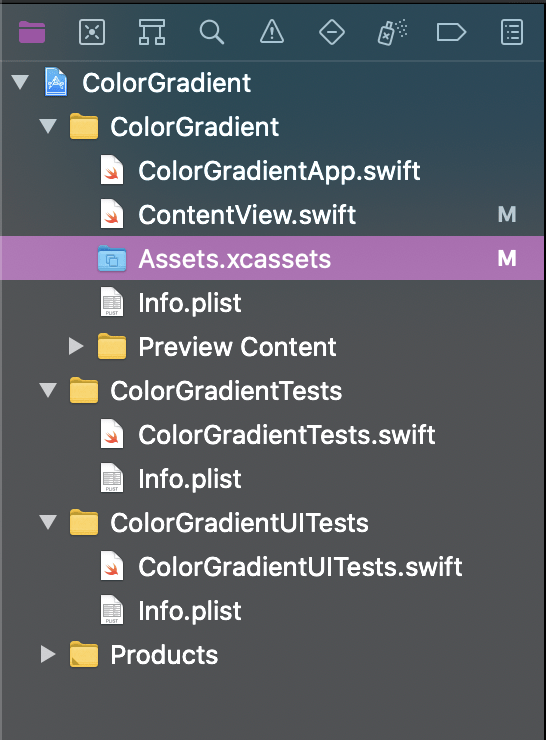 ColorGradient
ColorGradient
ColorGradientApp.swift
ContentView.swift M
Assets.xcassets M
Info.plist
Preview Content
ColorGradientTests
ColorGradientTests.swift
Info.plist
ColorGradientUITests
ColorGradientUITests.swift
Info.plist
Products